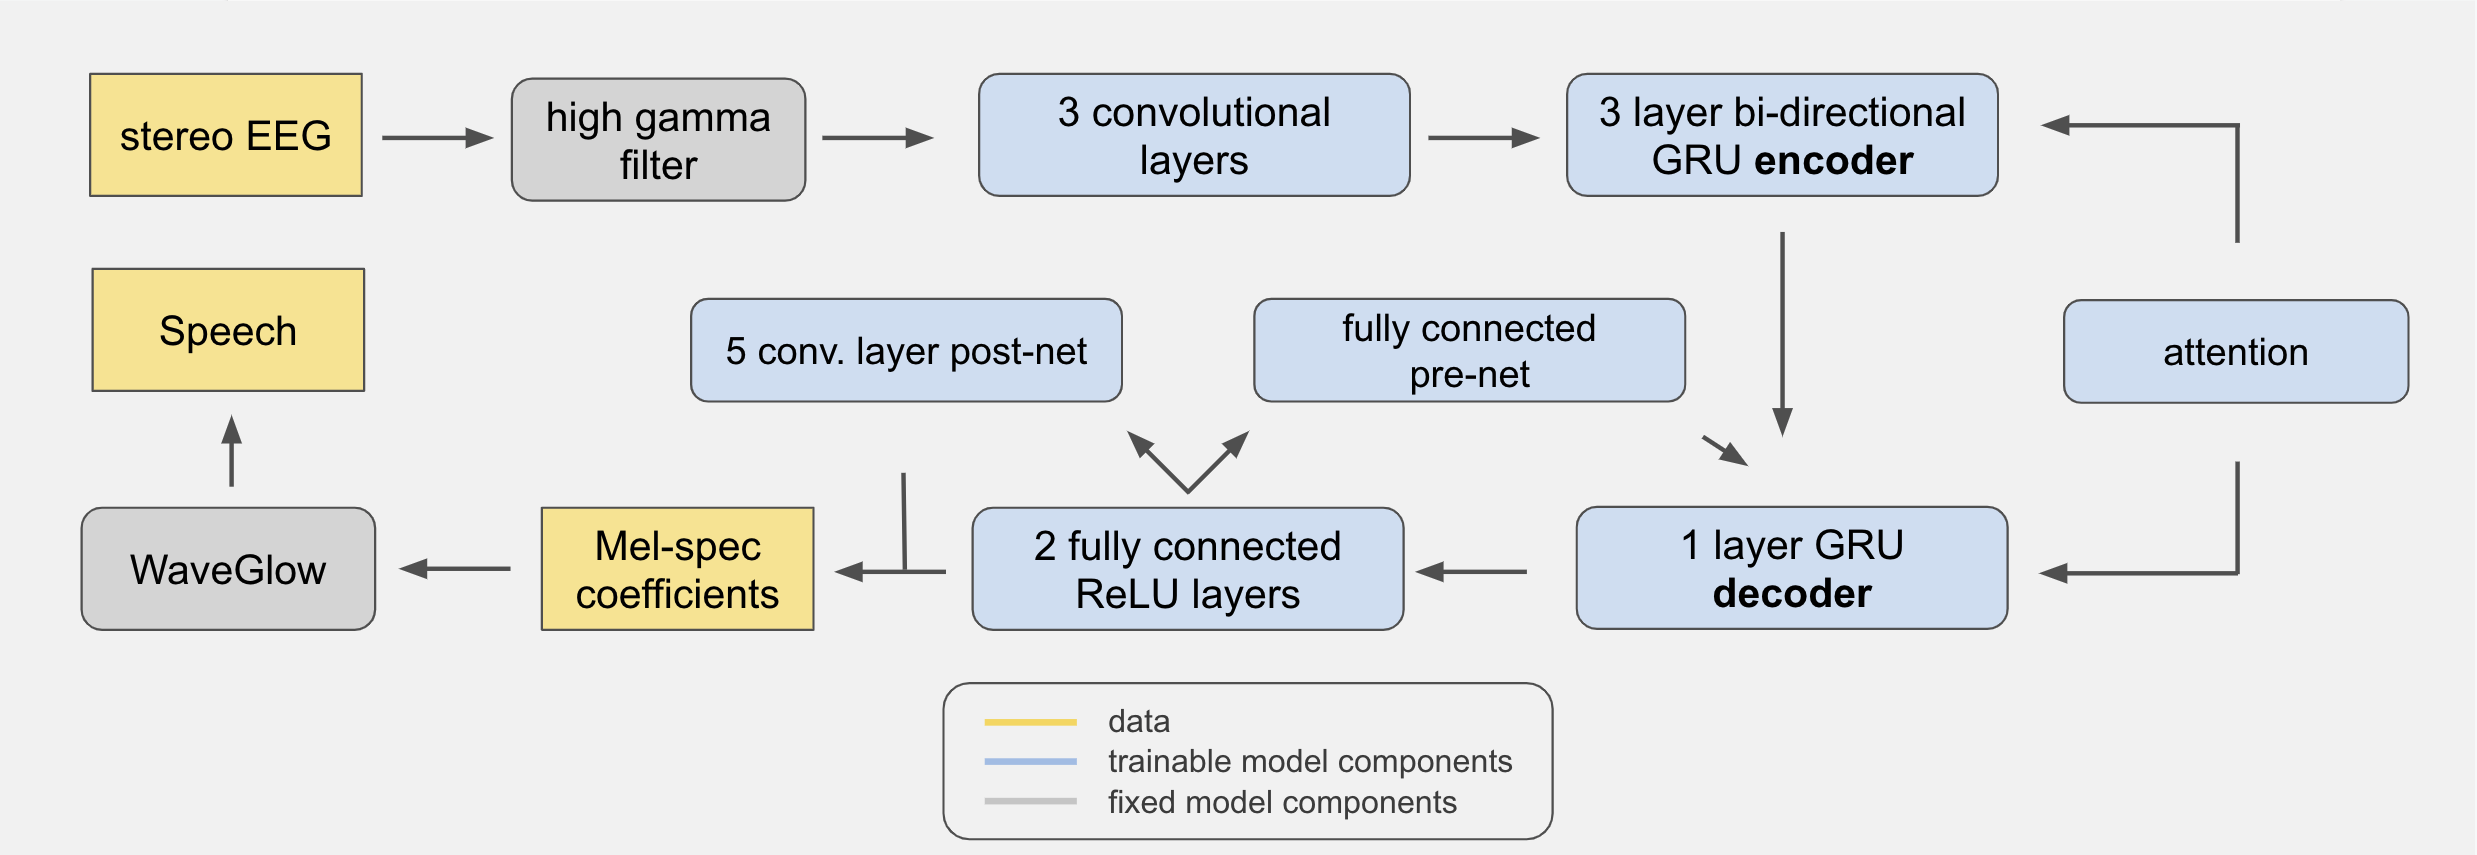 stereo EEG
high gamma
filter
3 convolutional
layers
3 layer bi-directional
GRU encoder
Speech
5 conv. layer post-net
fully connected
pre-net
attention
WaveGlow
Mel-spec
coefficients
2 fully connected
ReLU layers
1 layer GRU
decoder
data
trainable model components
fixed model components